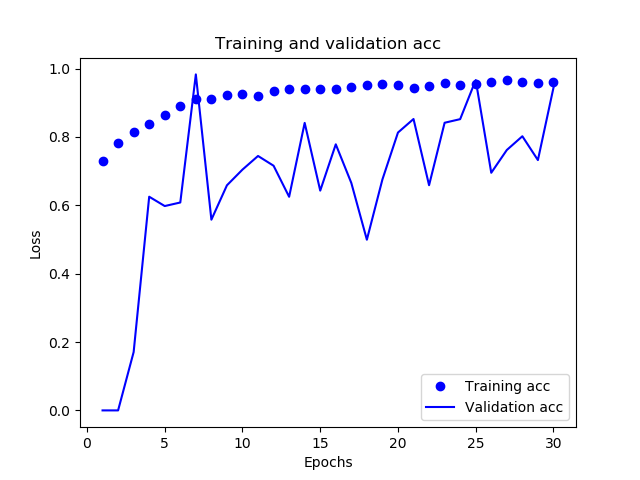 Training and validation acc
1.0
0.8
0.6
0.4
0.2
0.0
Loss
0
5
10
15
20
25
30
Epochs
Training acc
Validation acc